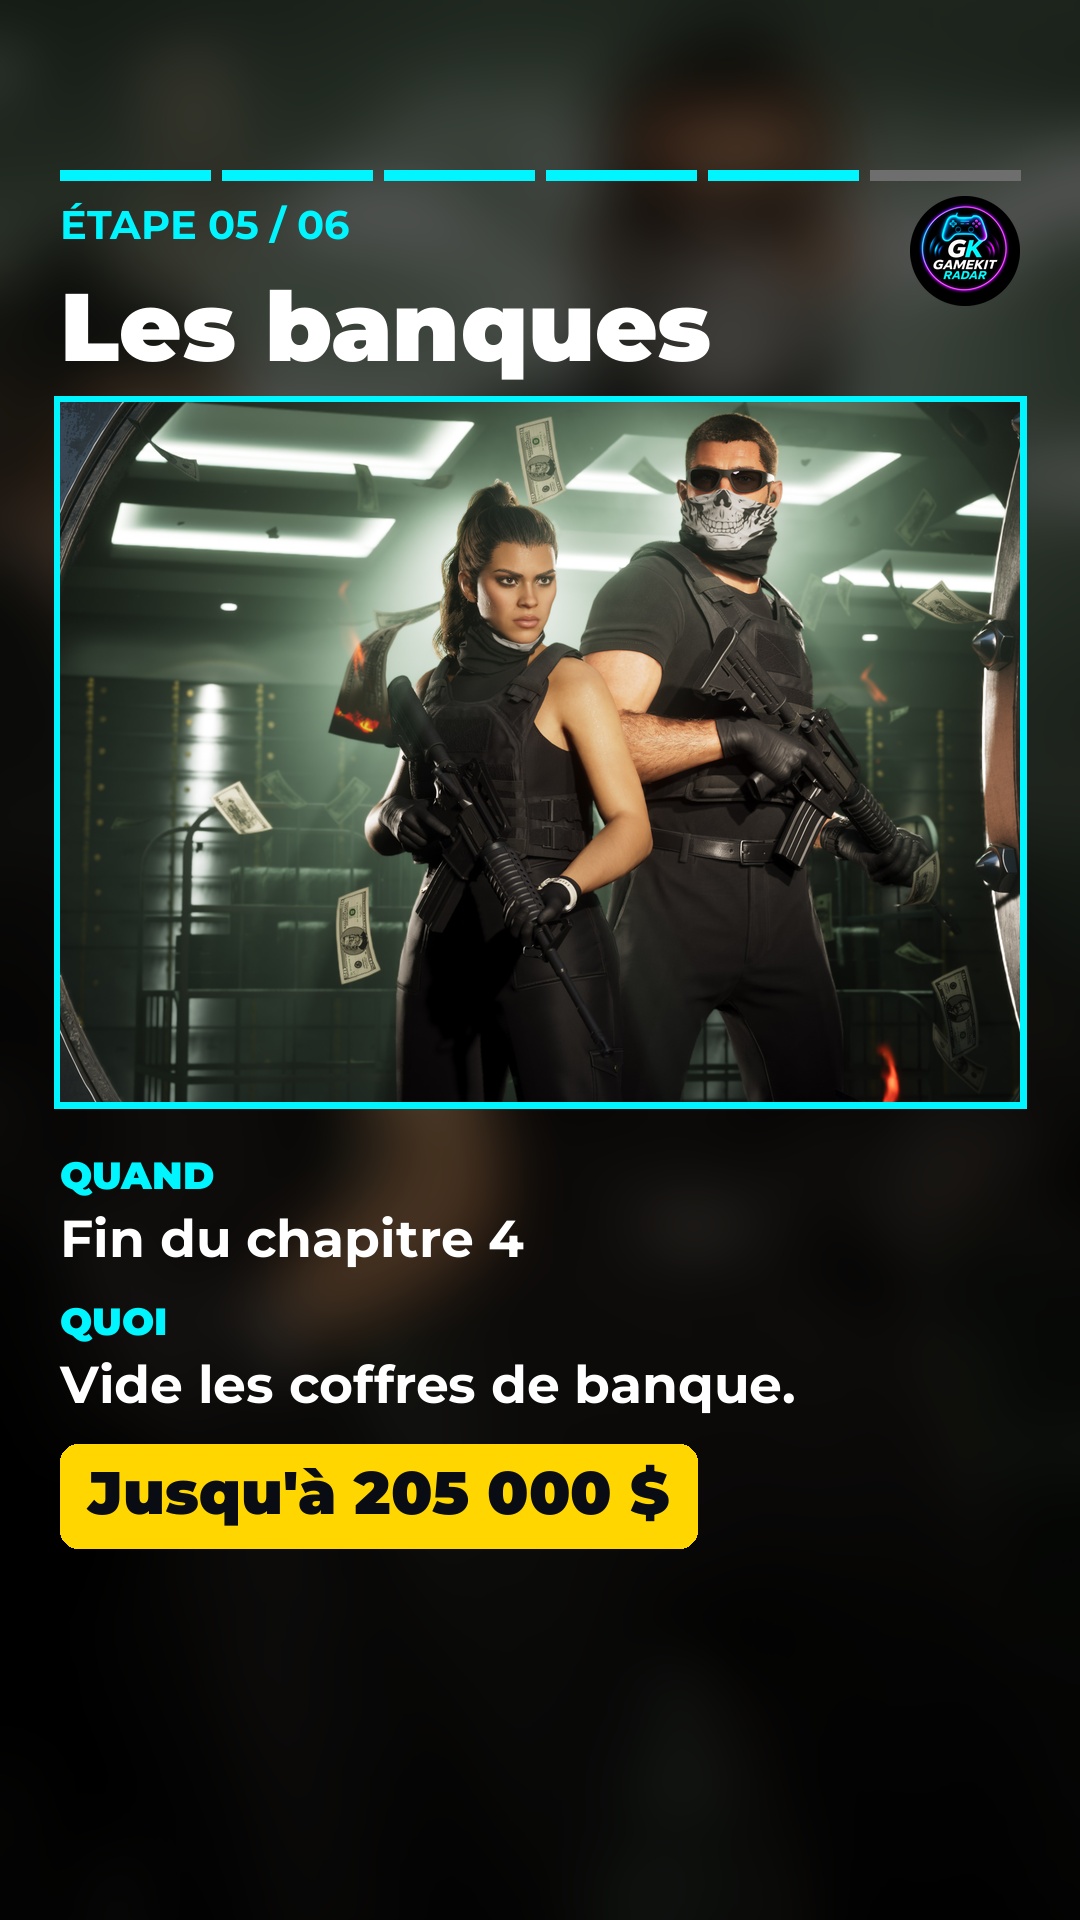 ÉTAPE 05 / 06
GK
GAMEKIT
RADAR
Les banques
QUAND
Fin du chapitre 4
QUOI
Vide les coffres de banque.
Jusqu'à 205 000 $